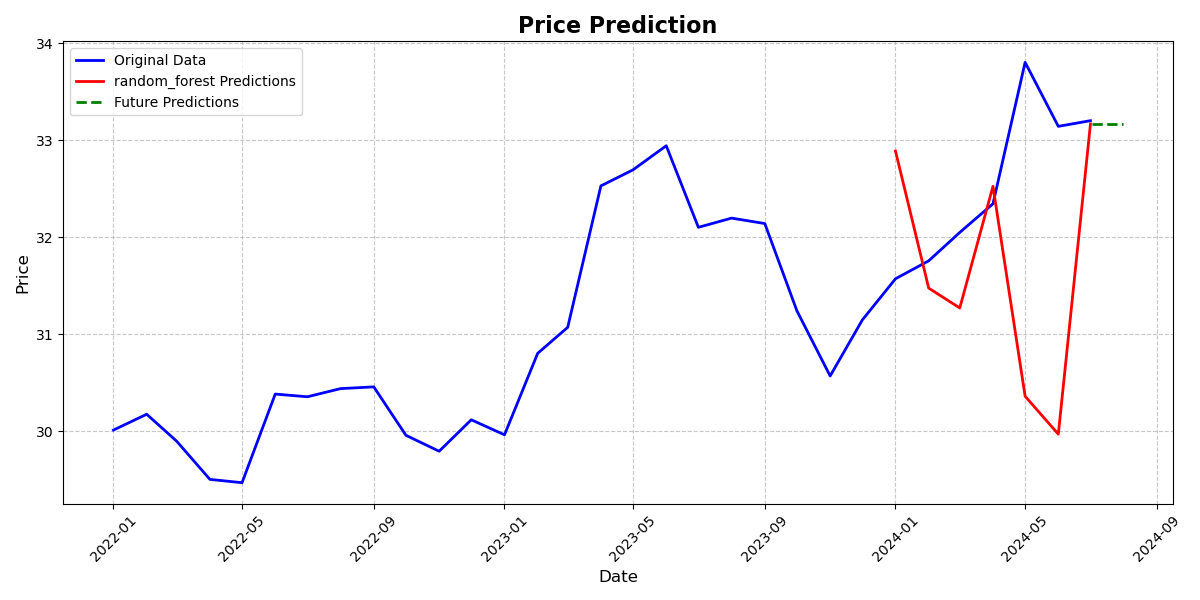 Price Prediction
Original Data
random_forest Predictions
Future Predictions
Price
34
33
32
31
30
2022-01
2022-05
2022-09
2023-01
2023-05
2023-09
2024-01
2024-05
2024-09
Date